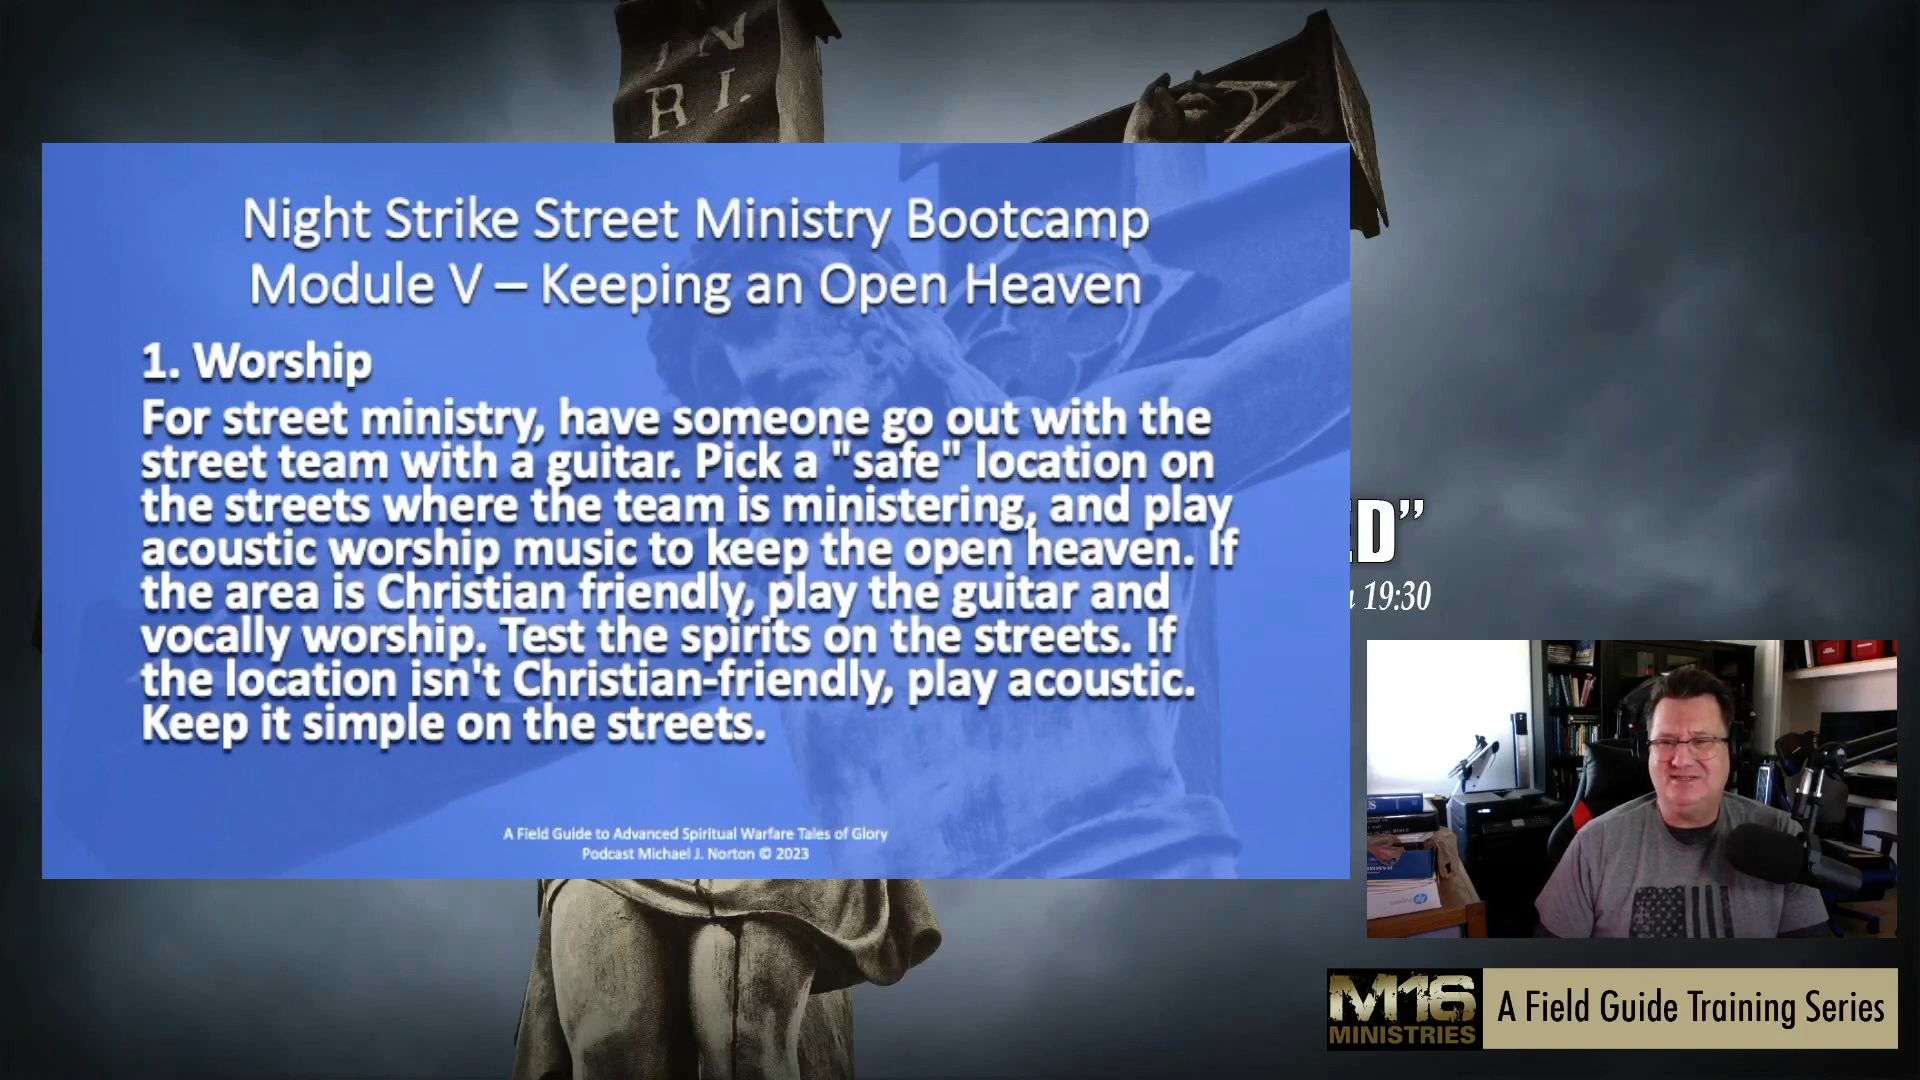 IN
R I.
Night Strike Street Ministry Bootcamp
Module V – Keeping an Open Heaven
1. Worship
For street ministry, have someone go out with the
street team with a guitar. Pick a "safe" location on
the streets where the team is ministering, and play
acoustic worship music to keep the open heaven. If
the area is Christian friendly, play the guitar and
vocally worship. Test the spirits on the streets. If
the location isn't Christian-friendly, play acoustic.
Keep it simple on the streets.
A Field Guide to Advanced Spiritual Warfare Tales of Glory
Podcast Michael J. Norton © 2023
ED”
19:30
M16
MINISTRIES
A Field Guide Training Series